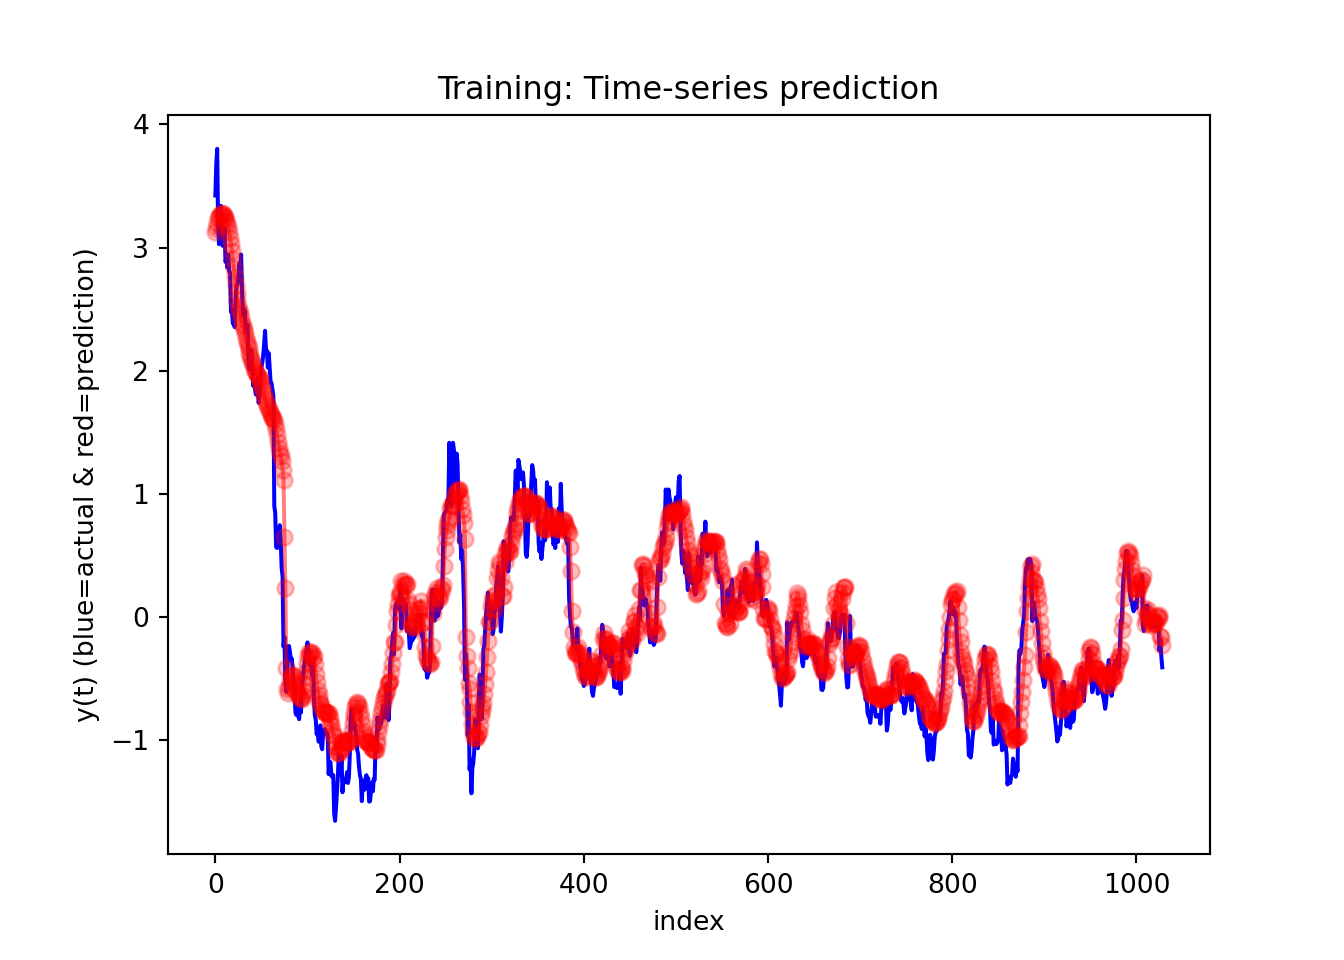 Training: Time-series prediction
4
3
2
1
0
−1
y(t) (blue=actual & red=prediction)
0 200 400 600 800 1000
index